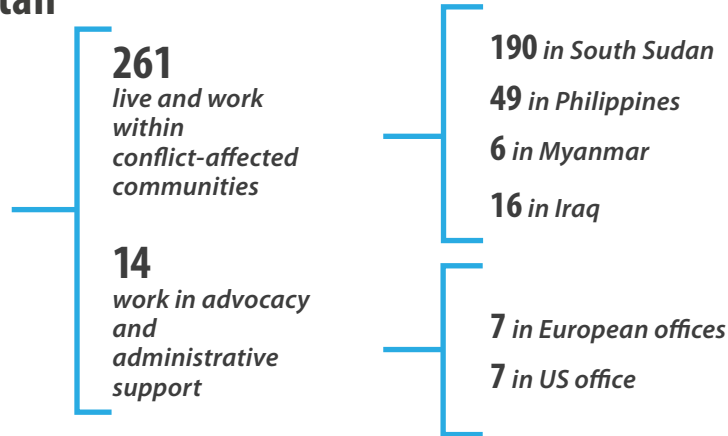 261
live and work
within
conflict-affected
communities
14
work in advocacy
and
administrative
support
190 in South Sudan
49 in Philippines
6 in Myanmar
16 in Iraq
7 in European offices
7 in US office